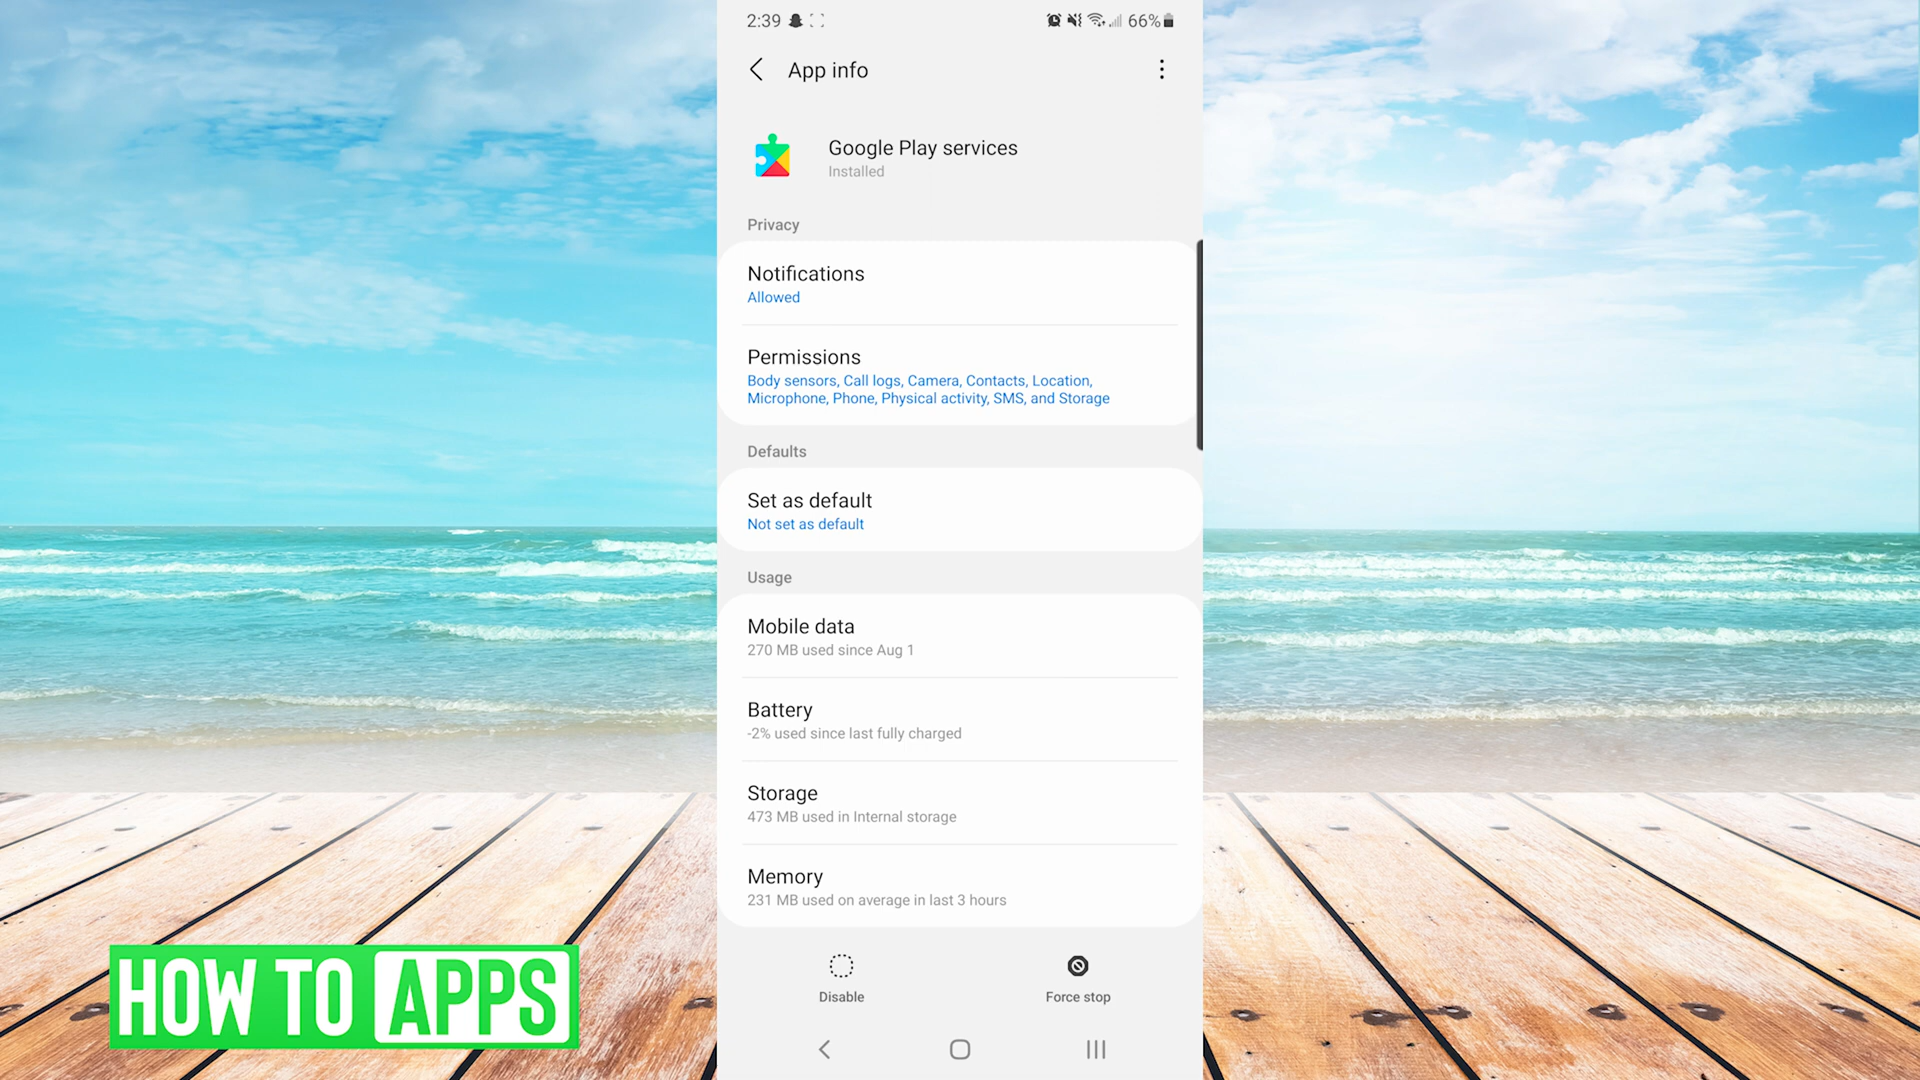 2:39
66%
App info
Google Play services
Installed
Privacy
Notifications
Allowed
Permissions
Body sensors, Call logs, Camera, Contacts, Location,
Microphone, Phone, Physical activity, SMS, and Storage
Defaults
Set as default
Not set as default
Usage
Mobile data
270 MB used since Aug 1
Battery
-2% used since last fully charged
Storage
473 MB used in Internal storage
Memory
231 MB used on average in last 3 hours
Disable
Force stop
HOW TO APPS